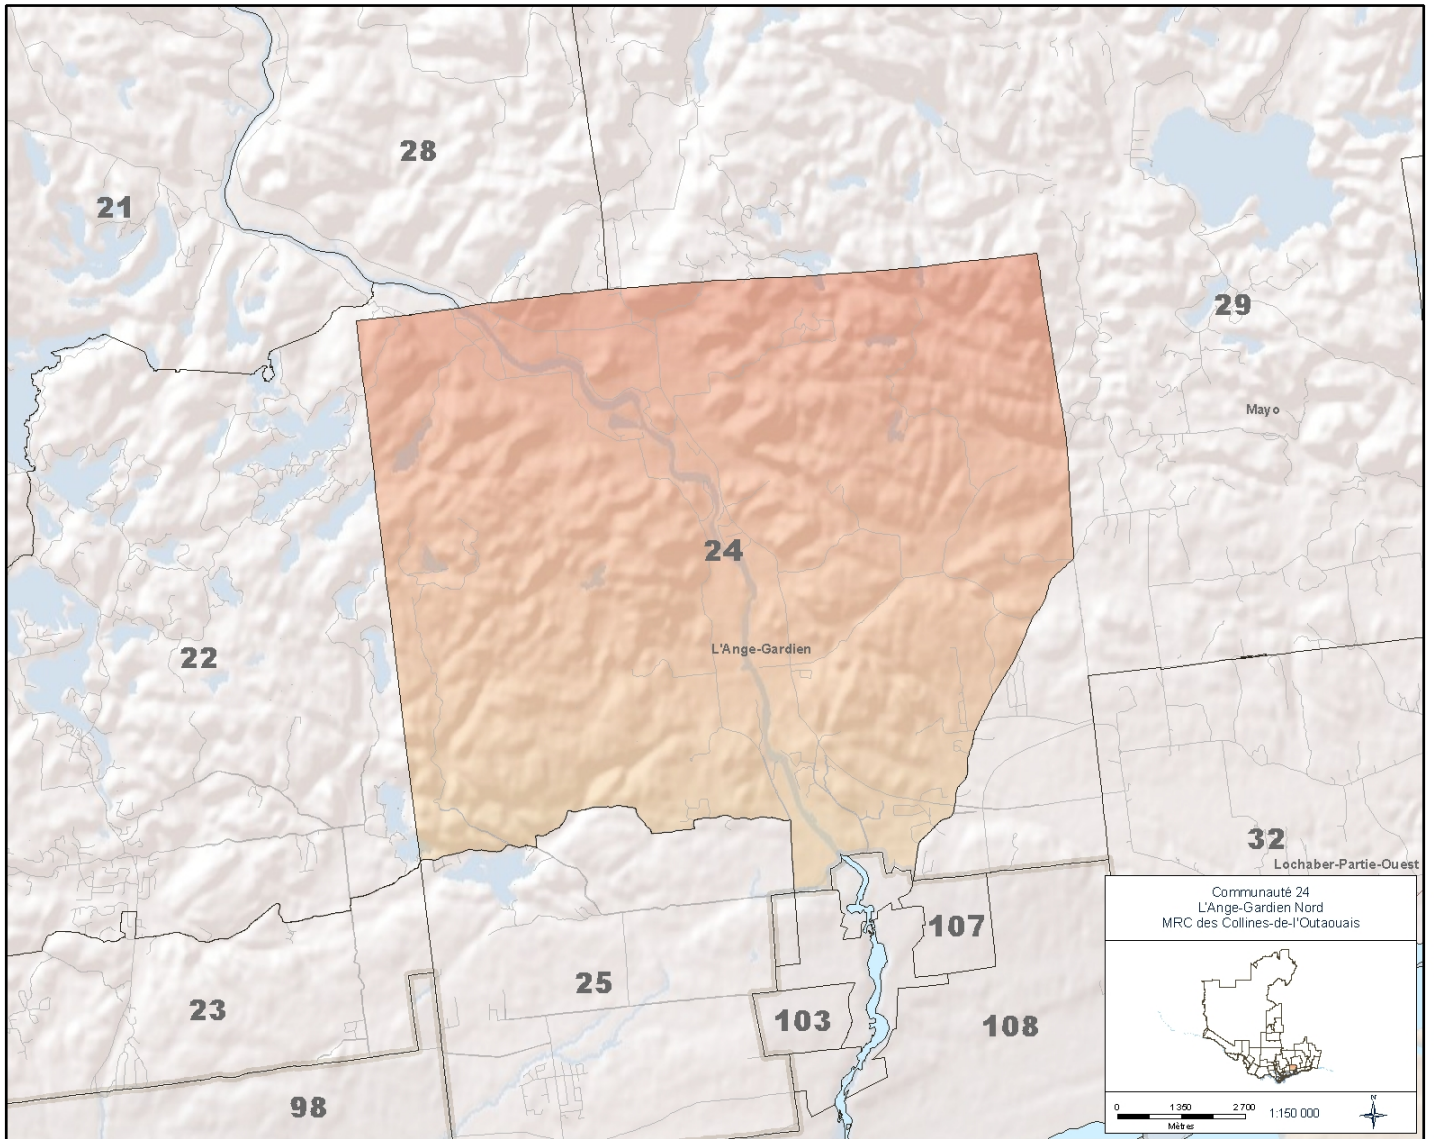 28
21
29
Mayo
24
L'Ange-Gardien
22
32
Lochaber-Partie-Ouest
107
25
23
103
108
98
Communauté 24
L'Ange-Gardien Nord
MRC des Collines-de-l'Outaouais
0 1 350 2 700
Mètres
1:150 000
N